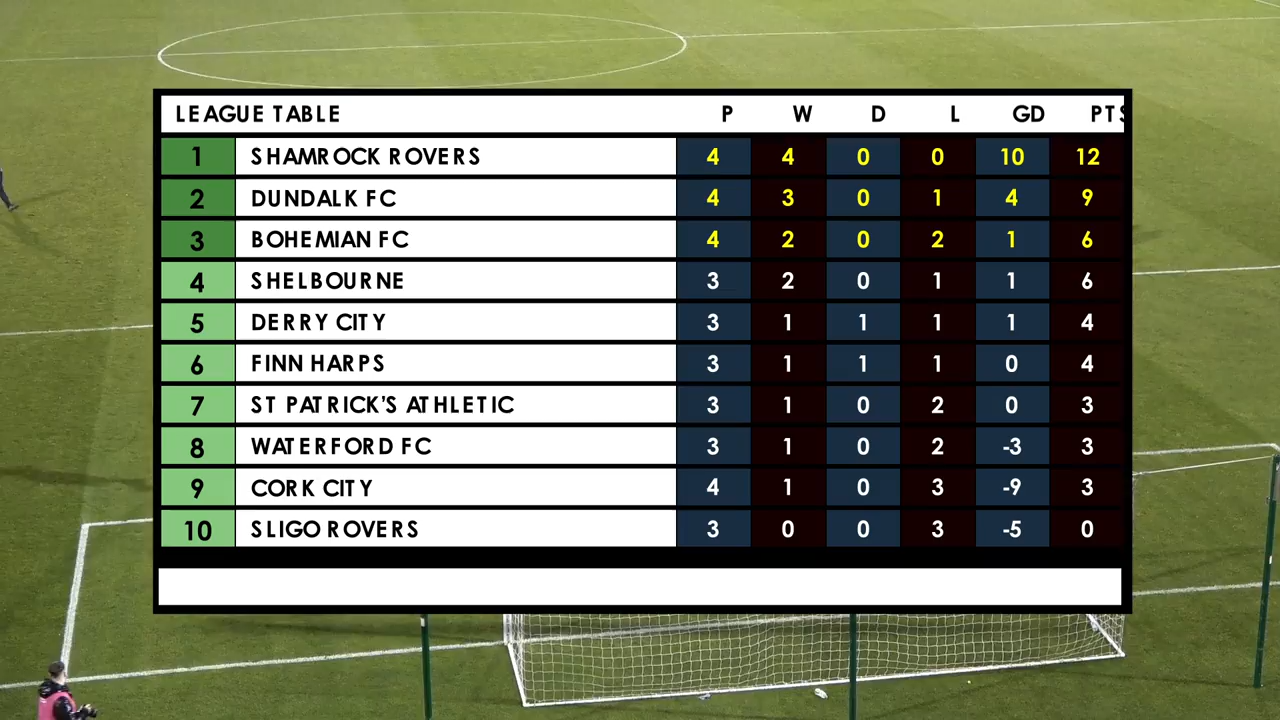 LEAGUE TABLE P W D L GD PTS
1 SHAMROCK ROVERS 4 4 0 0 10 12
2 DUNDALK FC 4 3 0 1 4 9
3 BOHEMIAN FC 4 2 0 2 1 6
4 SHELBOURNE 3 2 0 1 1 6
5 DERRY CITY 3 1 1 1 1 4
6 FINN HARPS 3 1 1 1 0 4
7 ST PATRICK'S ATHLETIC 3 1 0 2 0 3
8 WATERFORD FC 3 1 0 2 -3 3
9 CORK CITY 4 1 0 3 -9 3
10 SLIGO ROVERS 3 0 0 3 -5 0